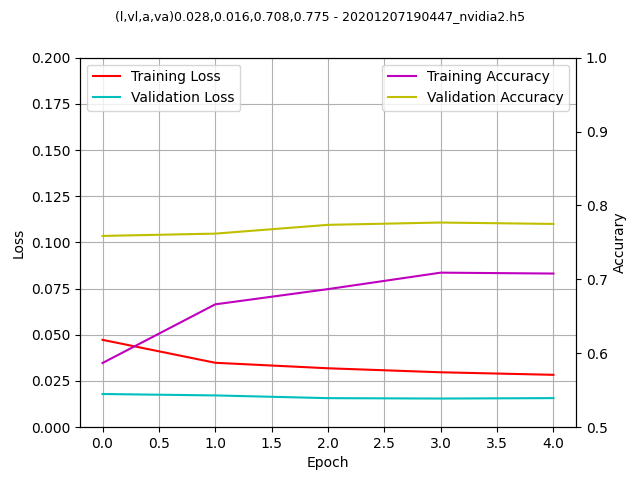 (l,vl,a,va)0.028,0.016,0.708,0.775 - 20201207190447_nvidia2.h5
Training Loss
Validation Loss
Training Accuracy
Validation Accuracy
0.200
0.175
0.150
0.125
0.100
0.075
0.050
0.025
0.000
Loss
1.0
0.9
0.8
0.7
0.6
0.5
Accurary
0.0 0.5 1.0 1.5 2.0 2.5 3.0 3.5 4.0
Epoch